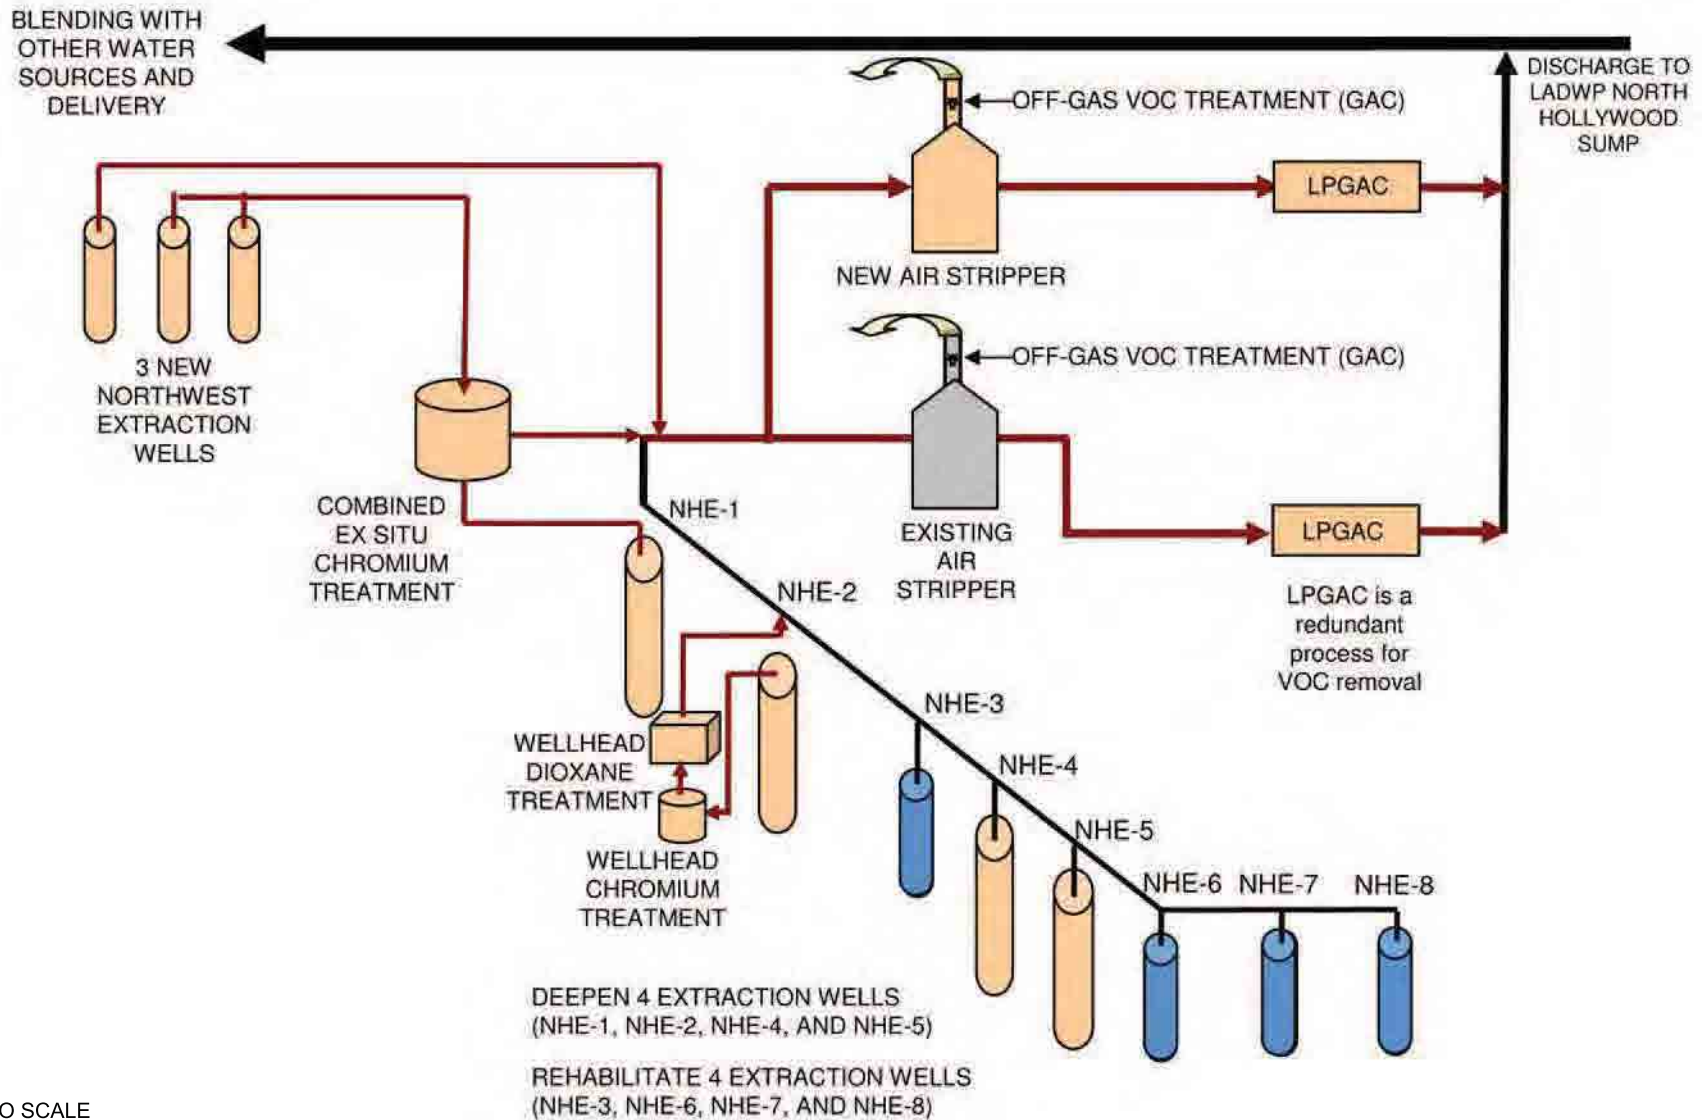 BLENDING WITH
OTHER WATER
SOURCES AND
DELIVERY
DISCHARGE TO
LADWP NORTH
HOLLYWOOD
SUMP
OFF-GAS VOC TREATMENT (GAC)
LPGAC
NEW AIR STRIPPER
OFF-GAS VOC TREATMENT (GAC)
3 NEW
NORTHWEST
EXTRACTION
WELLS
COMBINED
EX SITU
CHROMIUM
TREATMENT
NHE-1
EXISTING
AIR
STRIPPER
LPGAC
LPGAC is a
redundant
process for
VOC removal
NHE-2
NHE-3
WELLHEAD
DIOXANE
TREATMENT
NHE-4
NHE-5
WELLHEAD
CHROMIUM
TREATMENT
NHE-6 NHE-7 NHE-8
DEEPEN 4 EXTRACTION WELLS
(NHE-1, NHE-2, NHE-4, AND NHE-5)
REHABILITATE 4 EXTRACTION WELLS
(NHE-3, NHE-6, NHE-7, AND NHE-8)
O SCALE